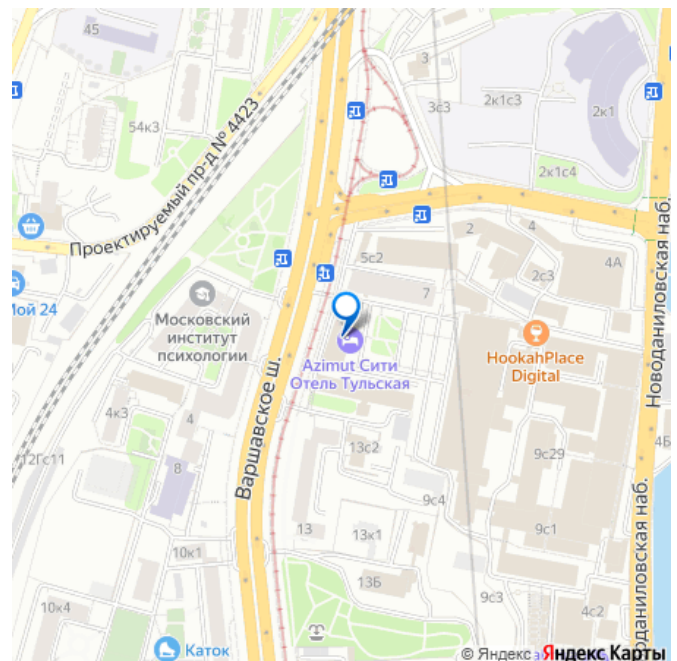 45
3
3с3
2к1с3
2к1
54к3
Проектируемый пр-д № 4423
2к1с4
2
4
5с2
4А
2с3
7
Мой 24
Московский
институт
психологии
Azimut Сити
Отель Тульская
HookahPlace
Digital
Новоданиловская наб.
Варшавское ш.
4к3
4
13с2
4Б
9с29
12Гс11
8
9с4
13
13к1
9с1
10к1
13Б
9с3
10к4
4с2
Новоданиловская наб.
Каток
© Яндекс Яндекс Карты